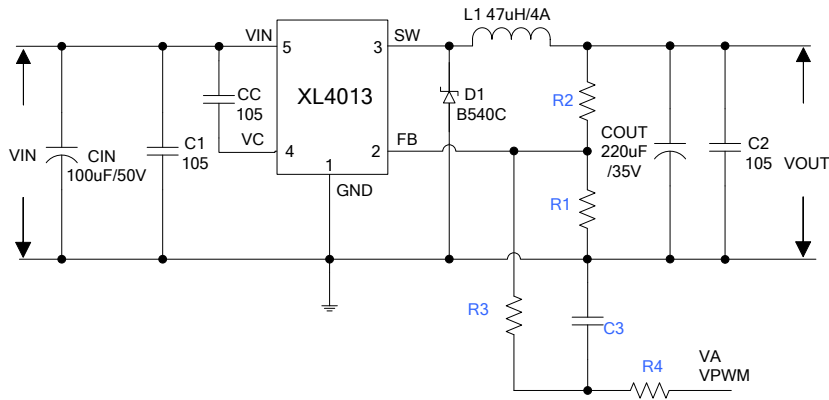 L1 47uH/4A
VIN
5
3
SW
CC
105
XL4013
D1
B540C
R2
VIN
CIN
100uF/50V
C1
105
VC
4
2
FB
1
GND
R1
COUT
220uF
/35V
C2
105
VOUT
R3
C3
R4
VA
VPWM